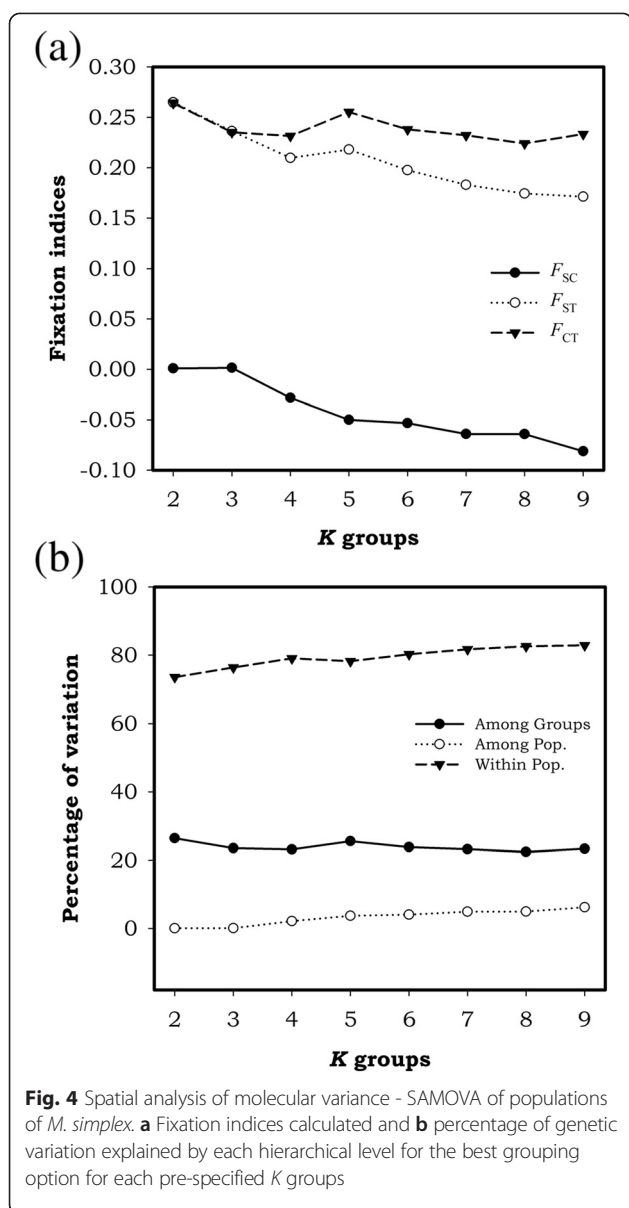 (a)
0.30
0.25
0.20
0.15
0.10
0.05
0.00
-0.05
-0.10
Fixation indices
F_SC
F_ST
F_CT
2 3 4 5 6 7 8 9
K groups
(b)
100
80
60
40
20
0
Percentage of variation
Among Groups
Among Pop.
Within Pop.
2 3 4 5 6 7 8 9
K groups
Fig. 4 Spatial analysis of molecular variance - SAMOVA of populations
of M. simplex. a Fixation indices calculated and b percentage of genetic
variation explained by each hierarchical level for the best grouping
option for each pre-specified K groups